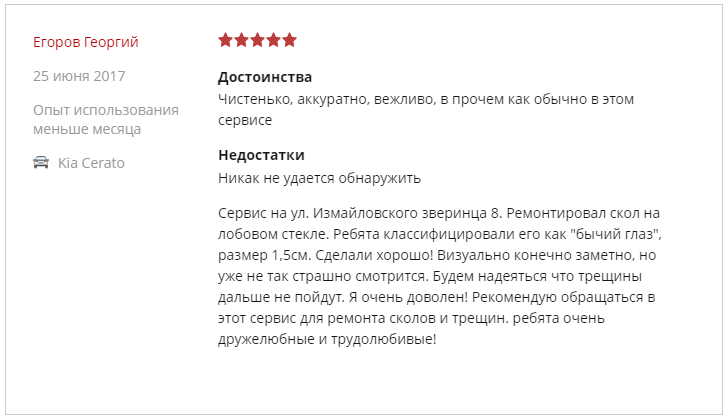 Егоров Георгий
25 июня 2017
Опыт использования
меньше месяца
Kia Cerato
Достоинства
Чистенько, аккуратно, вежливо, в прочем как обычно в этом
сервисе
Недостатки
Никак не удается обнаружить
Сервис на ул. Измайловского зверинца 8. Ремонтировал скол на
лобовом стекле. Ребята классифицировали его как "бычий глаз",
размер 1,5см. Сделали хорошо! Визуально конечно заметно, но
уже не так страшно смотрится. Будем надеяться что трещины
дальше не пойдут. Я очень доволен! Рекомендую обращаться в
этот сервис для ремонта сколов и трещин. ребята очень
дружелюбные и трудолюбивые!